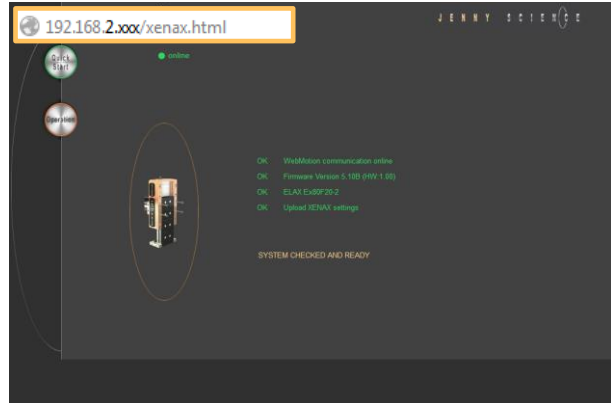 192.168.2.xxx/xenax.html
JENNY SCIENCE
Quick
Start
online
Operation
OK WebMotion communication online
OK Firmware Version 5.18B (HW 1.80)
OK ELAX Ex80F20-2
OK Upload XENAX settings
SYSTEM CHECKED AND READY